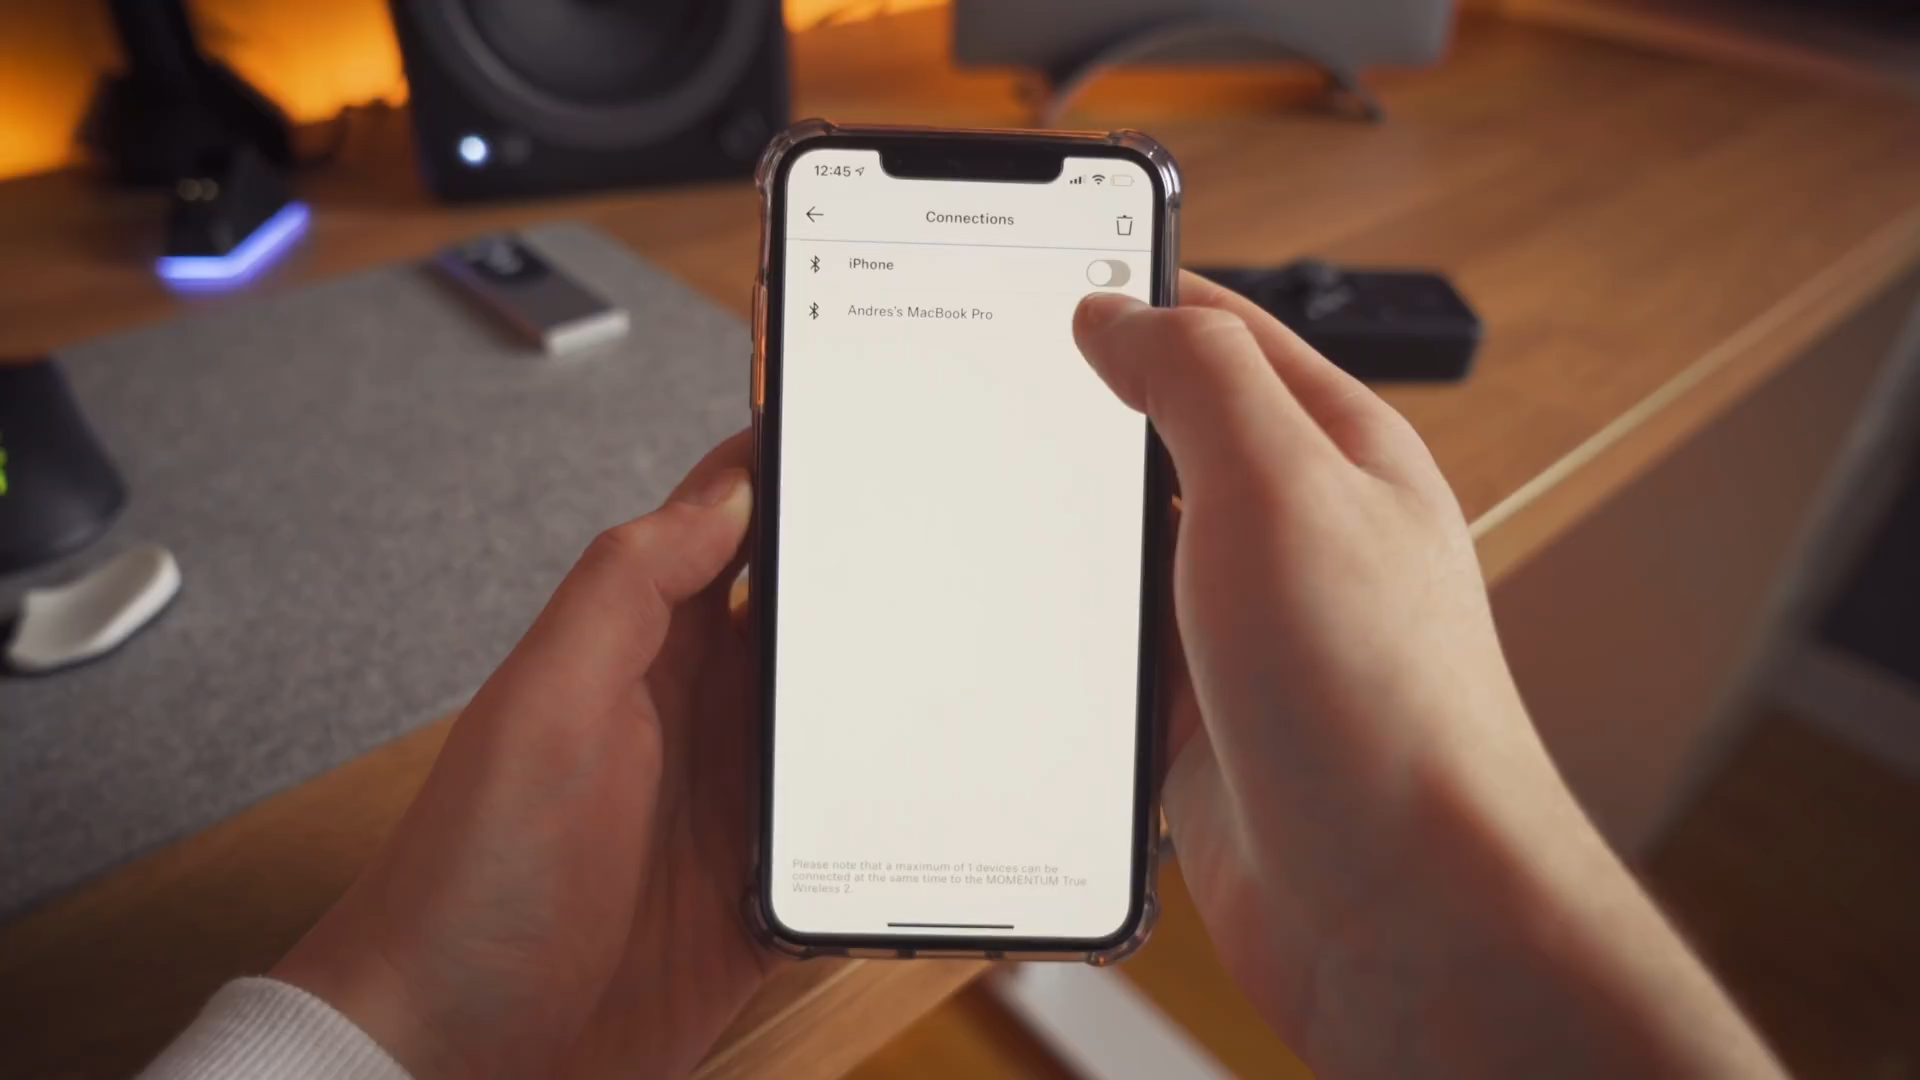 12:45
Connections
iPhone
Andres's MacBook Pro
Please note that a maximum of 1 devices can be
connected at the same time to the MOMENTUM True
Wireless 2.